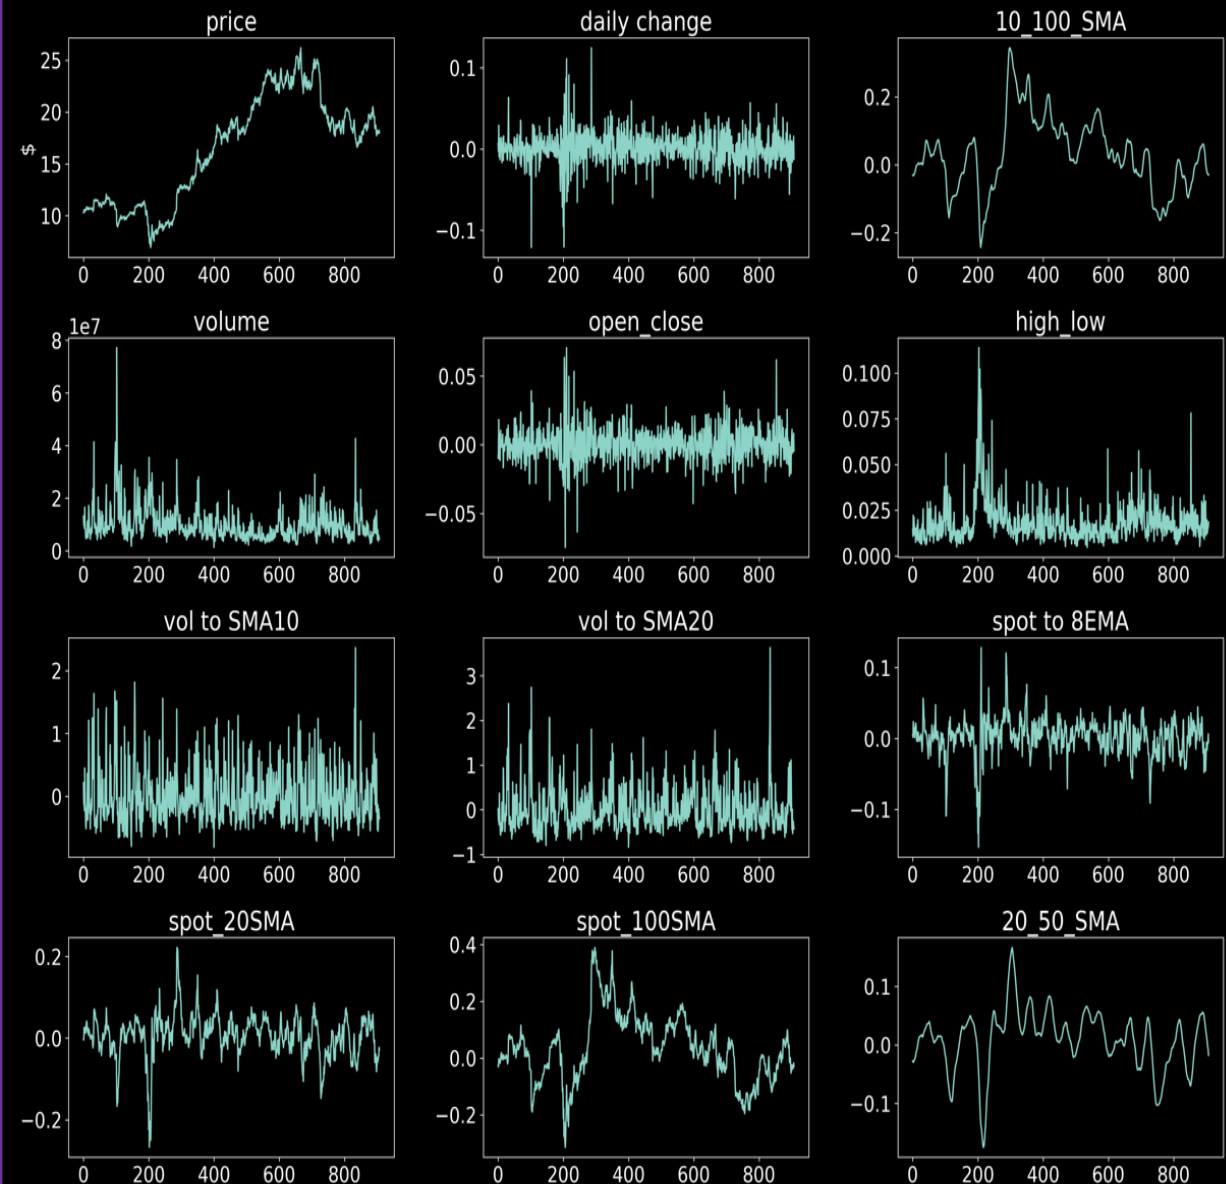 price
daily change
10_100_SMA
$
25
20
15
10
0 200 400 600 800
0.1
0.0
−0.1
0 200 400 600 800
0.2
0.0
−0.2
0 200 400 600 800
volume
open_close
high_low
1e7
8
6
4
2
0
0 200 400 600 800
0.05
0.00
−0.05
0 200 400 600 800
0.100
0.075
0.050
0.025
0.000
0 200 400 600 800
vol to SMA10
vol to SMA20
spot to 8EMA
2
1
0
0 200 400 600 800
3
2
1
0
−1
0 200 400 600 800
0.1
0.0
−0.1
0 200 400 600 800
spot_20SMA
spot_100SMA
20_50_SMA
0.2
0.0
−0.2
0 200 400 600 800
0.4
0.2
0.0
−0.2
0 200 400 600 800
0.1
0.0
−0.1
0 200 400 600 800